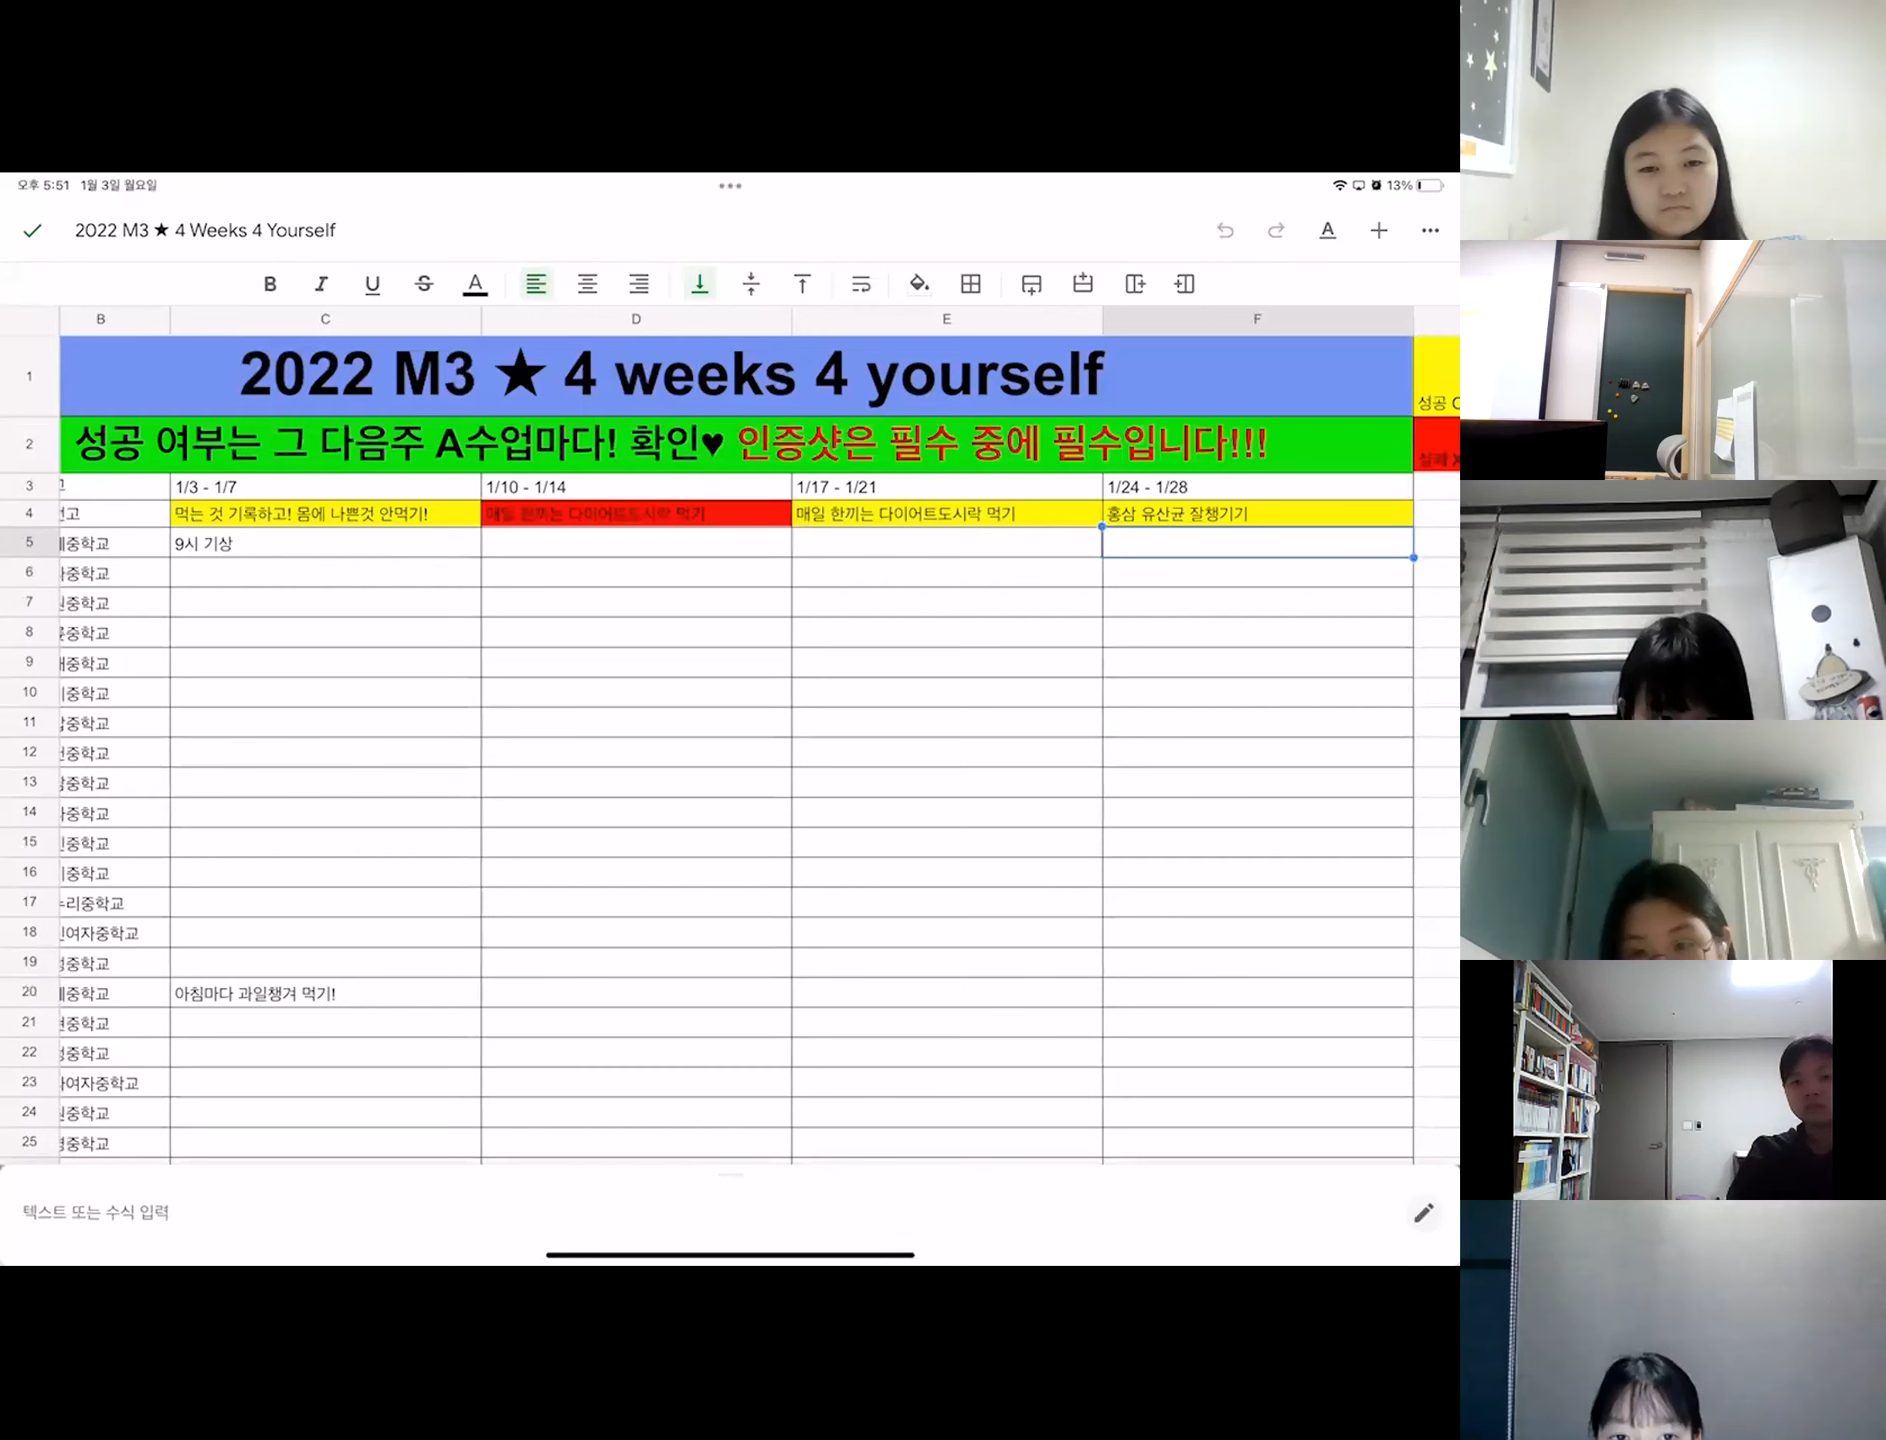 오후 5:51 1월 3일 월요일
13%
2022 M3 ★ 4 Weeks 4 Yourself
B I U S A
B C D E F
1 2022 M3 ★ 4 weeks 4 yourself
성공
2 성공 여부는 그 다음주 A수업마다! 확인♥ 인증샷은 필수 중에 필수입니다!!!
실패 X
3 1/3 - 1/7 1/10 - 1/14 1/17 - 1/21 1/24 - 1/28
4 먹는 것 기록하고! 몸에 나쁜것 안먹기! 매일 한끼는 다이어트도시락 먹기 매일 한끼는 다이어트도시락 먹기 홍삼 유산균 잘챙기기
5 중학교 9시 기상
6 중학교
7 중학교
8 중학교
9 중학교
10 중학교
11 중학교
12 중학교
13 중학교
14 중학교
15 중학교
16 중학교
17 리중학교
18 여자중학교
19 중학교
20 중학교 아침마다 과일챙겨 먹기!
21 중학교
22 중학교
23 여자중학교
24 중학교
25 중학교
텍스트 또는 수식 입력